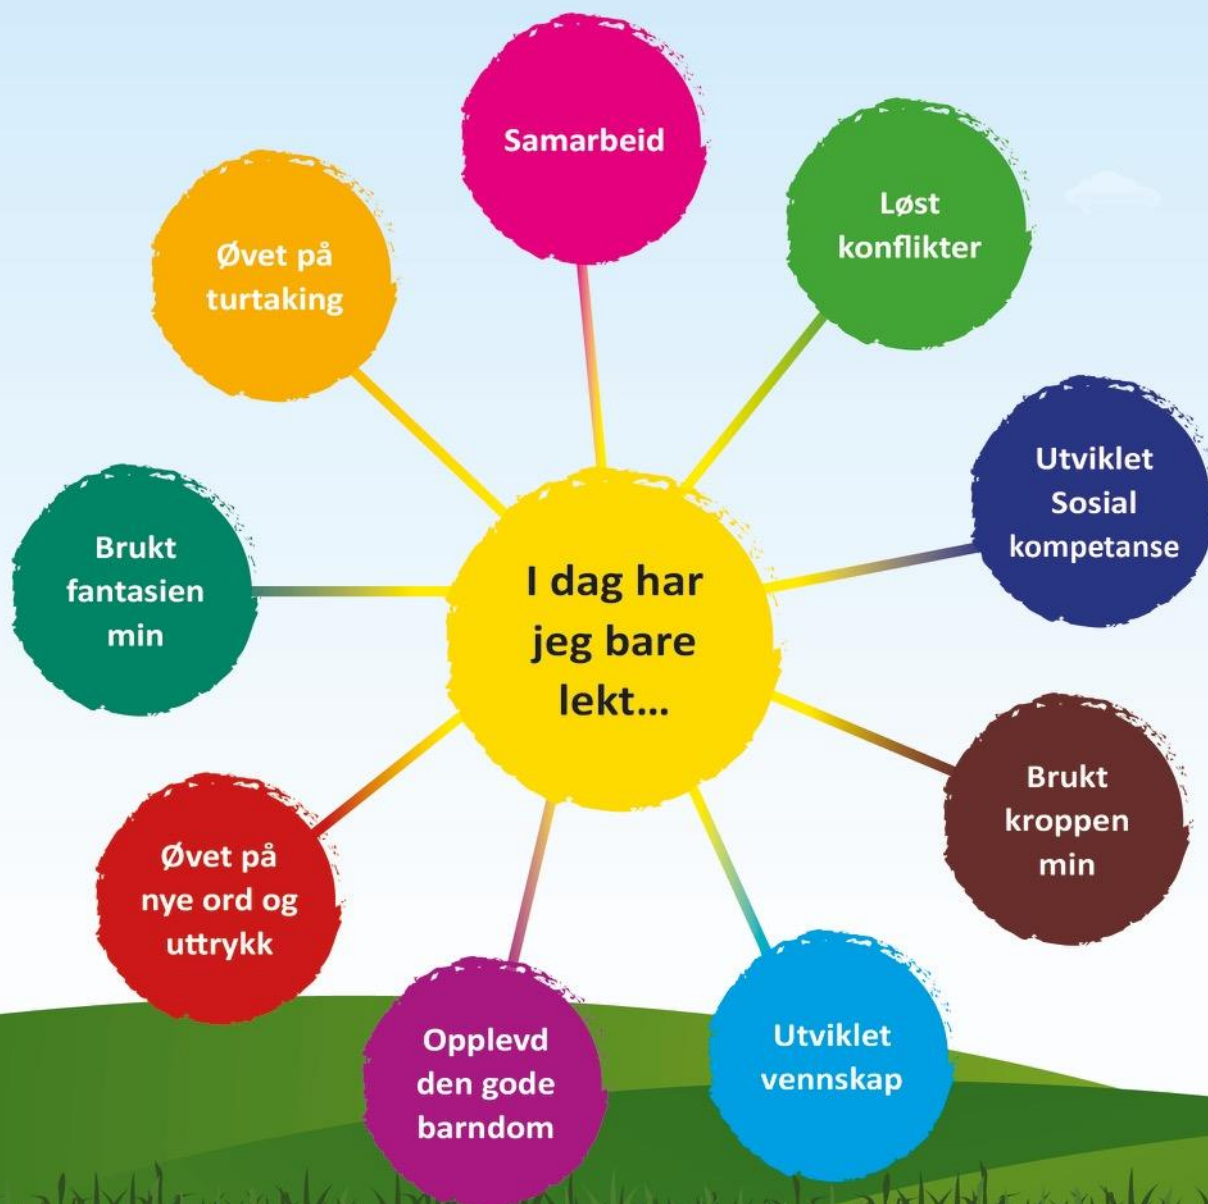 I dag har
jeg bare
lekt...
Samarbeid
Løst
konflikter
Utviklet
Sosial
kompetanse
Brukt
kroppen
min
Utviklet
vennskap
Opplevd
den gode
barndom
Øvet på
nye ord og
uttrykk
Brukt
fantasien
min
Øvet på
turtaking